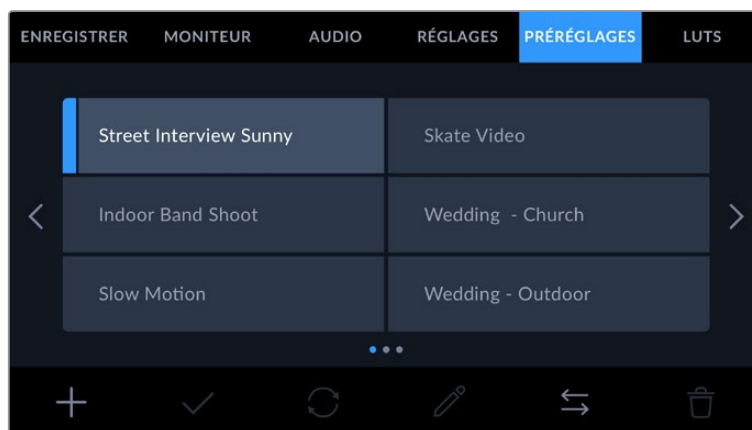 ENREGISTRER MONITEUR AUDIO RÉGLAGES PRÉRÉGLAGES LUTS
Street Interview Sunny Skate Video
Indoor Band Shoot Wedding - Church
Slow Motion Wedding - Outdoor